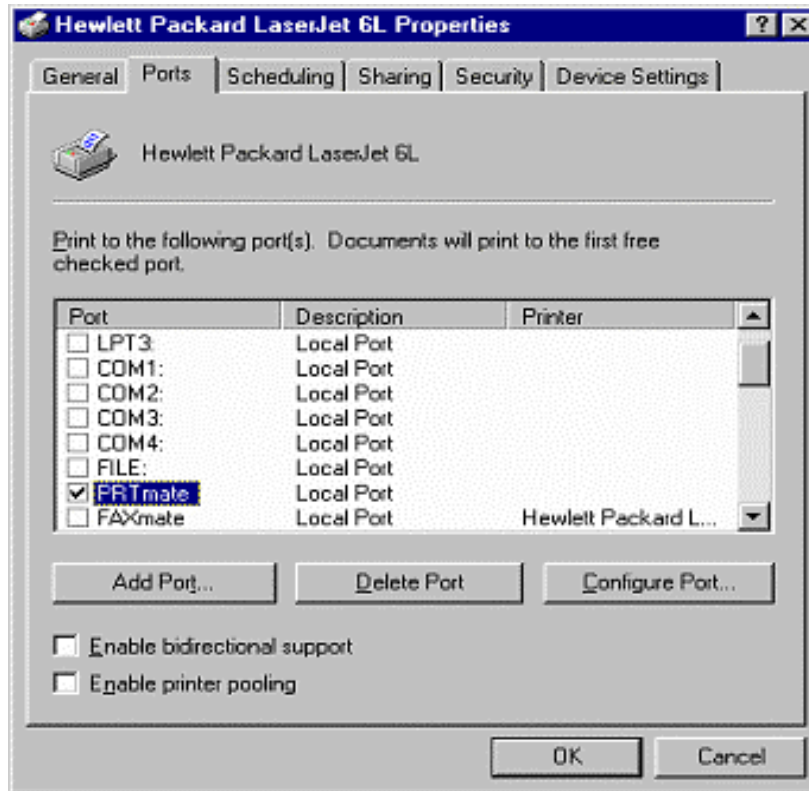 Hewlett Packard LaserJet 6L Properties
General Ports Scheduling Sharing Security Device Settings
Hewlett Packard LaserJet 6L
Print to the following port(s). Documents will print to the first free
checked port.
Port Description Printer
LPT3: Local Port
COM1: Local Port
COM2: Local Port
COM3: Local Port
COM4: Local Port
FILE: Local Port
PRTmate Local Port
FAXmate Local Port Hewlett Packard L...
Add Port... Delete Port Configure Port...
Enable bidirectional support
Enable printer pooling
OK Cancel